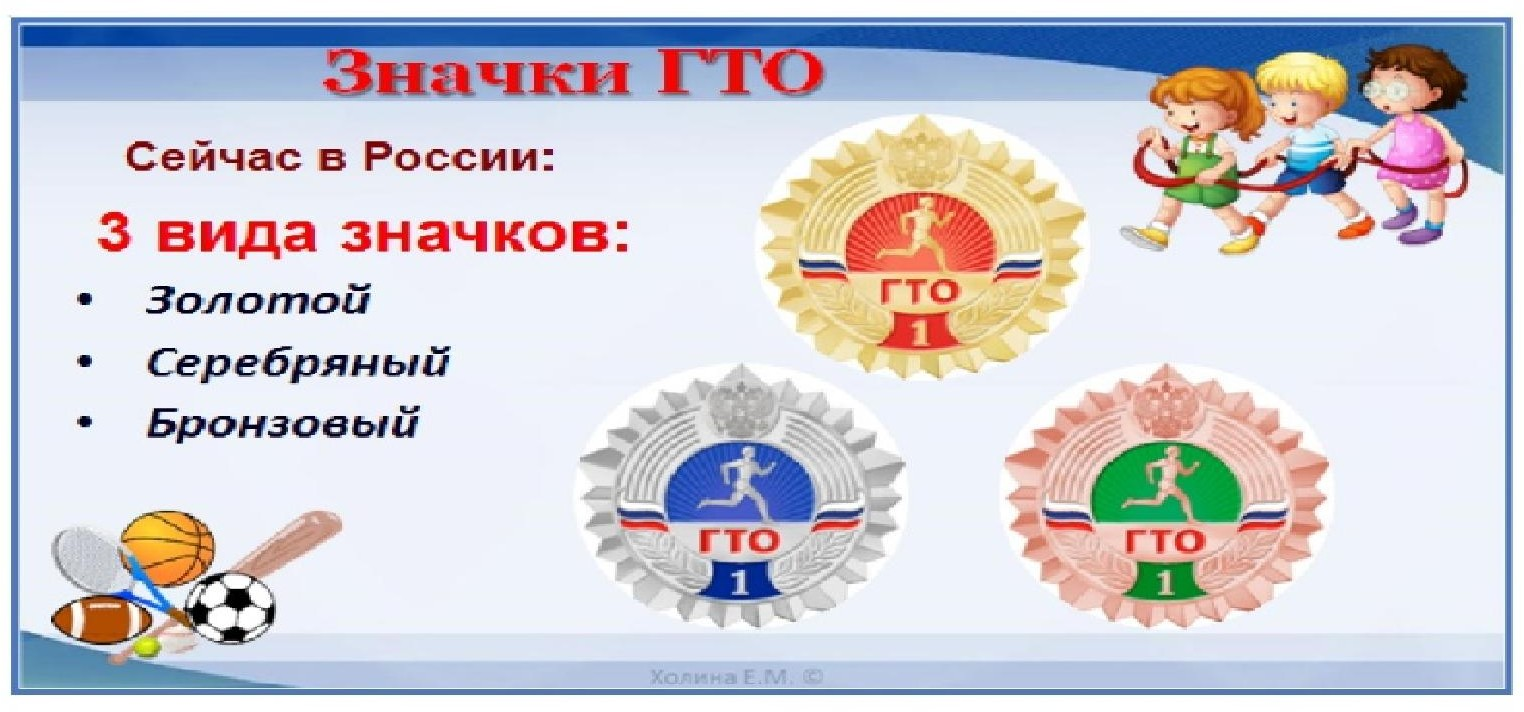 Значки ГТО
Сейчас в России:
3 вида значков:
• Золотой
• Серебряный
• Бронзовый
ГТО
1
ГТО
1
ГТО
1
Холина Е.М. ©